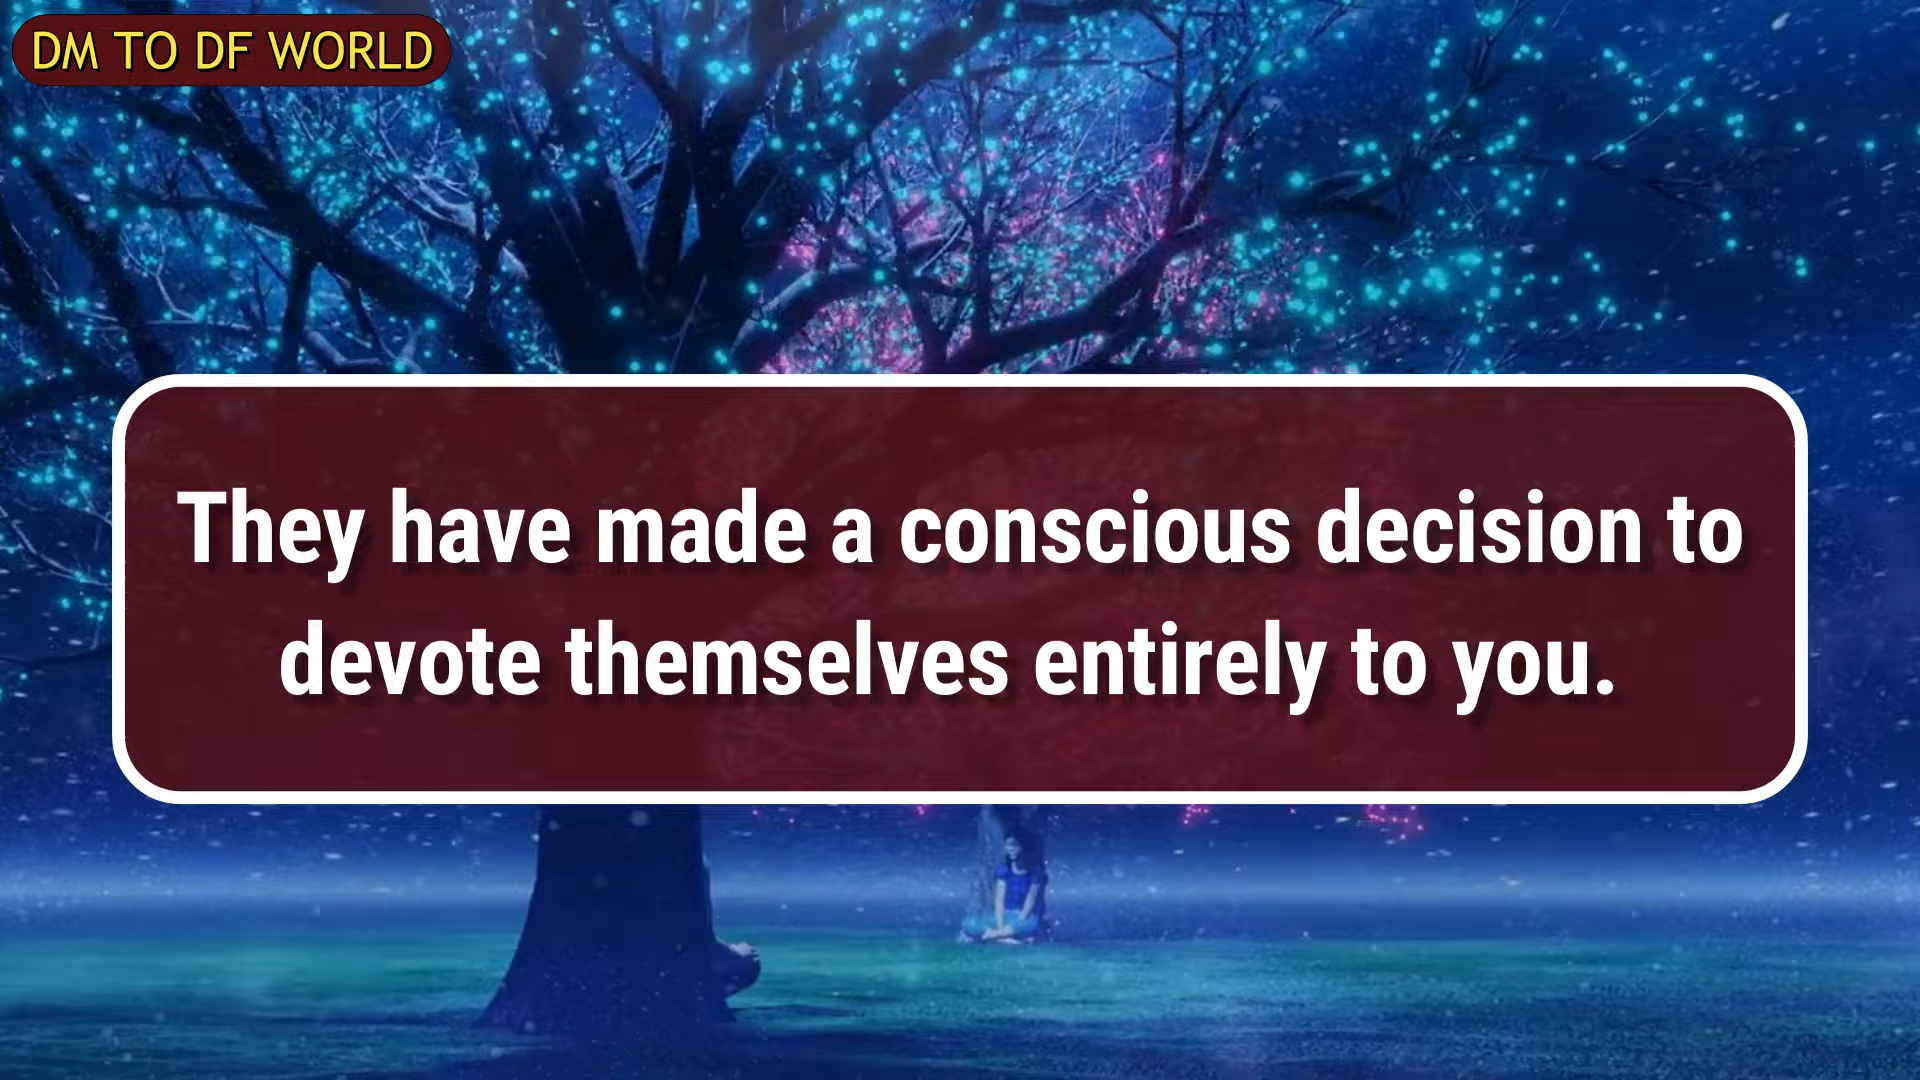 DM TO DF WORLD
They have made a conscious decision to
devote themselves entirely to you.